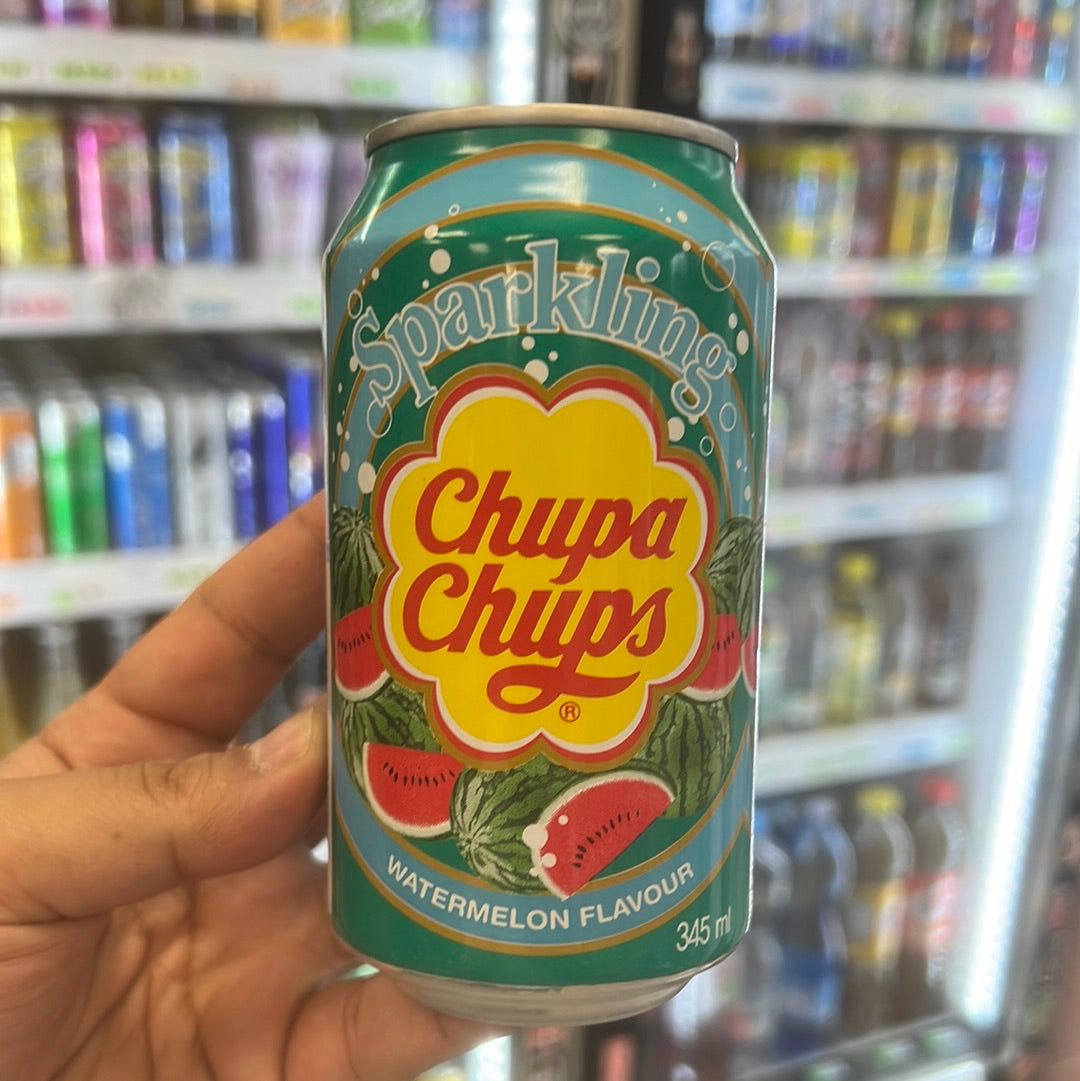 Sparkling
Chupa
Chups
®
WATERMELON FLAVOUR
345 ml